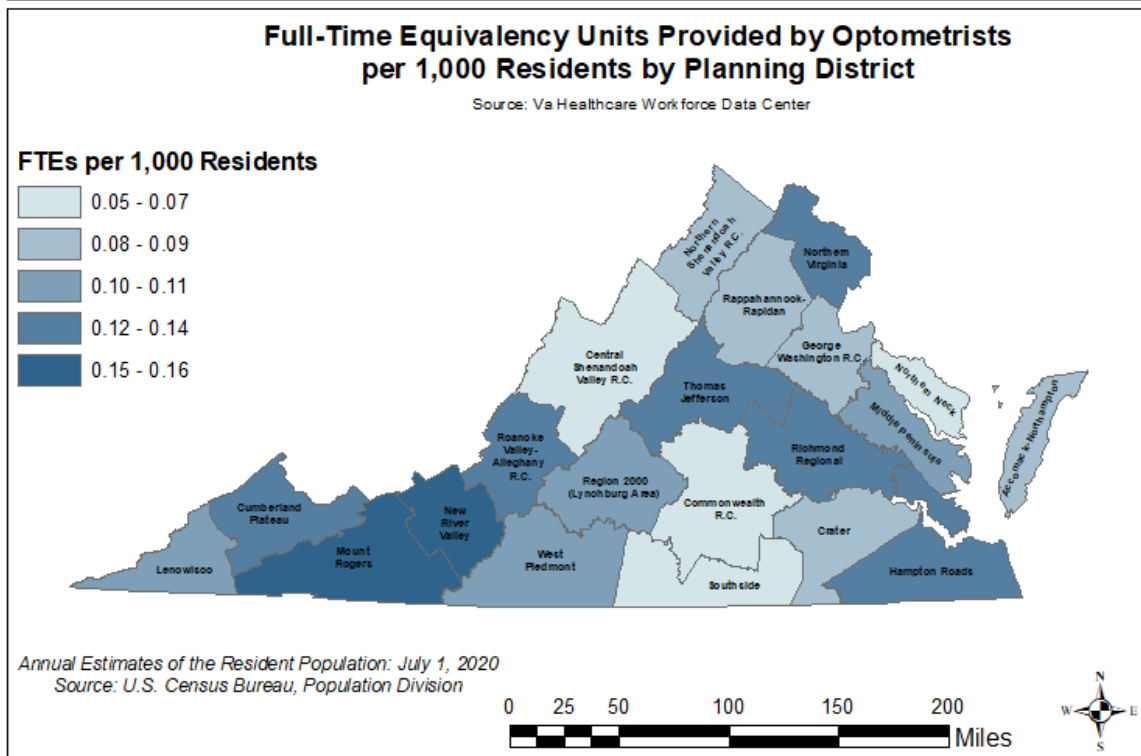 Full-Time Equivalency Units Provided by Optometrists
per 1,000 Residents by Planning District
Source: Va Healthcare Workforce Data Center
FTEs per 1,000 Residents
0.05 - 0.07
0.08 - 0.09
0.10 - 0.11
0.12 - 0.14
0.15 - 0.16
Northern
Shenandoah
Valley R.C.
Northern
Virginia
Rappahannock-
Rapidan
George
Washington R.C.
Central
Shenandoah
Valley R.C.
Northern Neck
Thomas
Jefferson
Middle Peninsula
Accomack-Northampton
Roanoke
Valley-
Alleghany
R.C.
Richmond
Regional
Region 2000
(Lynchburg Area)
Commonwealth
R.C.
Cumberland
Plateau
New
River
Valley
Crater
Mount
Rogers
West
Piedmont
Lenowisco
Southside
Hampton Roads
Annual Estimates of the Resident Population: July 1, 2020
Source: U.S. Census Bureau, Population Division
0 25 50 100 150 200
Miles
N
W E
S